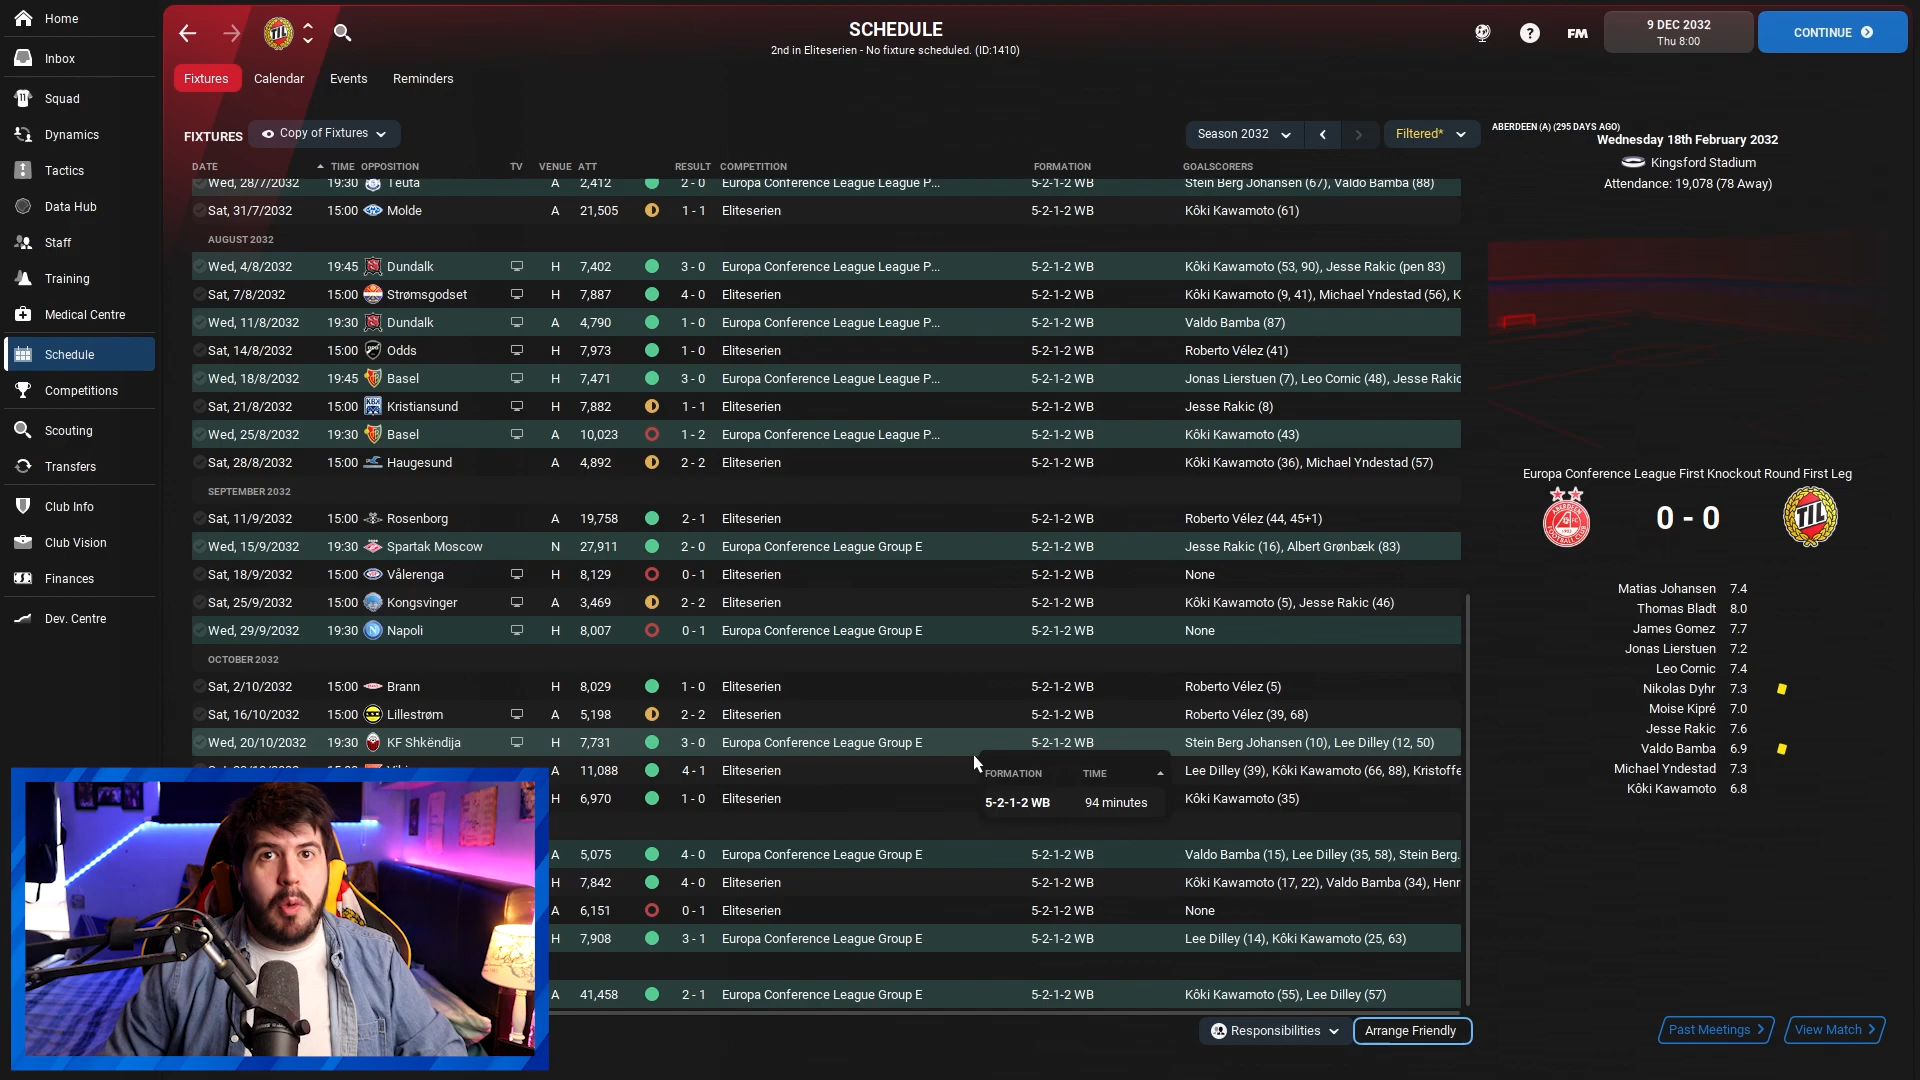 Home
Inbox
Squad
Dynamics
Tactics
Data Hub
Staff
Training
Medical Centre
Schedule
Competitions
Scouting
Transfers
Club Info
Club Vision
Finances
Dev. Centre
TIL
SCHEDULE
2nd in Eliteserien - No fixture scheduled. (ID:1410)
FM
9 DEC 2032
Thu 8:00
CONTINUE
Fixtures Calendar Events Reminders
FIXTURES Copy of Fixtures Season 2032 Filtered*
DATE TIME OPPOSITION TV VENUE ATT RESULT COMPETITION FORMATION GOALSCORERS
Wed, 28/7/2032 19:30 Teuta A 2,412 2 - 0 Europa Conference League League P... 5-2-1-2 WB Stein Berg Johansen (67), Valdo Bamba (88)
Sat, 31/7/2032 15:00 Molde A 21,505 1 - 1 Eliteserien 5-2-1-2 WB Kôki Kawamoto (61)
AUGUST 2032
Wed, 4/8/2032 19:45 Dundalk H 7,402 3 - 0 Europa Conference League League P... 5-2-1-2 WB Kôki Kawamoto (53, 90), Jesse Rakic (pen 83)
Sat, 7/8/2032 15:00 Strømsgodset H 7,887 4 - 0 Eliteserien 5-2-1-2 WB Kôki Kawamoto (9, 41), Michael Yndestad (56), K
Wed, 11/8/2032 19:30 Dundalk A 4,790 1 - 0 Europa Conference League League P... 5-2-1-2 WB Valdo Bamba (87)
Sat, 14/8/2032 15:00 Odds H 7,973 1 - 0 Eliteserien 5-2-1-2 WB Roberto Vélez (41)
Wed, 18/8/2032 19:45 Basel H 7,471 3 - 0 Europa Conference League League P... 5-2-1-2 WB Jonas Lierstuen (7), Leo Cornic (48), Jesse Rakic
Sat, 21/8/2032 15:00 Kristiansund H 7,882 1 - 1 Eliteserien 5-2-1-2 WB Jesse Rakic (8)
Wed, 25/8/2032 19:30 Basel A 10,023 1 - 2 Europa Conference League League P... 5-2-1-2 WB Kôki Kawamoto (43)
Sat, 28/8/2032 15:00 Haugesund A 4,892 2 - 2 Eliteserien 5-2-1-2 WB Kôki Kawamoto (36), Michael Yndestad (57)
SEPTEMBER 2032
Sat, 11/9/2032 15:00 Rosenborg A 19,758 2 - 1 Eliteserien 5-2-1-2 WB Roberto Vélez (44, 45+1)
Wed, 15/9/2032 19:30 Spartak Moscow N 27,911 2 - 0 Europa Conference League Group E 5-2-1-2 WB Jesse Rakic (16), Albert Grønbæk (83)
Sat, 18/9/2032 15:00 Vålerenga H 8,129 0 - 1 Eliteserien 5-2-1-2 WB None
Sat, 25/9/2032 15:00 Kongsvinger A 3,469 2 - 2 Eliteserien 5-2-1-2 WB Kôki Kawamoto (5), Jesse Rakic (46)
Wed, 29/9/2032 19:30 Napoli H 8,007 0 - 1 Europa Conference League Group E 5-2-1-2 WB None
OCTOBER 2032
Sat, 2/10/2032 15:00 Brann H 8,029 1 - 0 Eliteserien 5-2-1-2 WB Roberto Vélez (5)
Sat, 16/10/2032 15:00 Lillestrøm A 5,198 2 - 2 Eliteserien 5-2-1-2 WB Roberto Vélez (39, 68)
Wed, 20/10/2032 19:30 KF Shkëndija H 7,731 3 - 0 Europa Conference League Group E 5-2-1-2 WB Stein Berg Johansen (10), Lee Dilley (12, 50)
A 11,088 4 - 1 Eliteserien Lee Dilley (39), Kôki Kawamoto (66, 88), Kristoffe
FORMATION TIME
H 6,970 1 - 0 Eliteserien Kôki Kawamoto (35)
5-2-1-2 WB 94 minutes
A 5,075 4 - 0 Europa Conference League Group E 5-2-1-2 WB Valdo Bamba (15), Lee Dilley (35, 58), Stein Berg.
H 7,842 4 - 0 Eliteserien 5-2-1-2 WB Kôki Kawamoto (17, 22), Valdo Bamba (34), Henr
A 6,151 0 - 1 Eliteserien 5-2-1-2 WB None
H 7,908 3 - 1 Europa Conference League Group E 5-2-1-2 WB Lee Dilley (14), Kôki Kawamoto (25, 63)
A 41,458 2 - 1 Europa Conference League Group E 5-2-1-2 WB Kôki Kawamoto (55), Lee Dilley (57)
Responsibilities Arrange Friendly
ABERDEEN (A) (295 DAYS AGO)
Wednesday 18th February 2032
Kingsford Stadium
Attendance: 19,078 (78 Away)
Europa Conference League First Knockout Round First Leg
0 - 0
TIL
Matias Johansen 7.4
Thomas Bladt 8.0
James Gomez 7.7
Jonas Lierstuen 7.2
Leo Cornic 7.4
Nikolas Dyhr 7.3
Moise Kipré 7.0
Jesse Rakic 7.6
Valdo Bamba 6.9
Michael Yndestad 7.3
Kôki Kawamoto 6.8
Past Meetings View Match